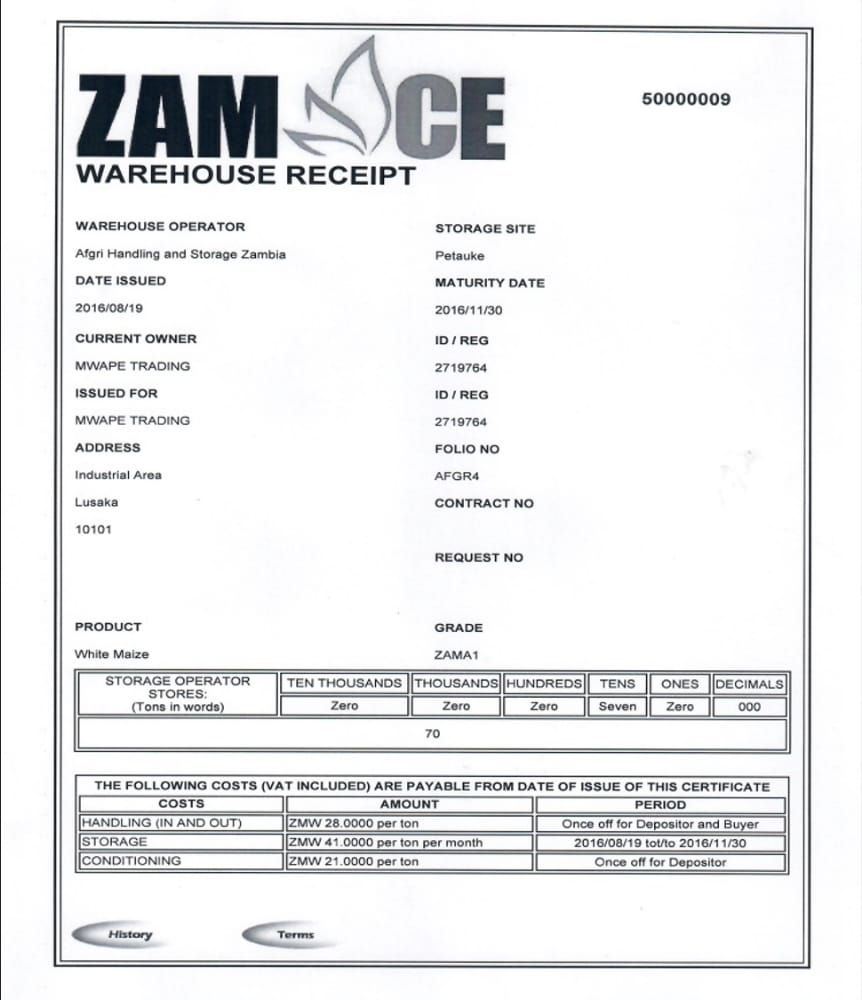 ZAM CE
50000009
WAREHOUSE RECEIPT
WAREHOUSE OPERATOR
STORAGE SITE
Afgri Handling and Storage Zambia
Petauke
DATE ISSUED
MATURITY DATE
2016/08/19
2016/11/30
CURRENT OWNER
ID / REG
MWAPE TRADING
2719764
ISSUED FOR
ID / REG
MWAPE TRADING
2719764
ADDRESS
FOLIO NO
Industrial Area
AFGR4
Lusaka
CONTRACT NO
10101
REQUEST NO
PRODUCT
GRADE
White Maize
ZAMA1
STORAGE OPERATOR STORES: (Tons in words) TEN THOUSANDS THOUSANDS HUNDREDS TENS ONES DECIMALS
Zero Zero Zero Seven Zero 000
70
THE FOLLOWING COSTS (VAT INCLUDED) ARE PAYABLE FROM DATE OF ISSUE OF THIS CERTIFICATE
COSTS AMOUNT PERIOD
HANDLING (IN AND OUT) ZMW 28.0000 per ton Once off for Depositor and Buyer
STORAGE ZMW 41.0000 per ton per month 2016/08/19 tot/to 2016/11/30
CONDITIONING ZMW 21.0000 per ton Once off for Depositor
History Terms